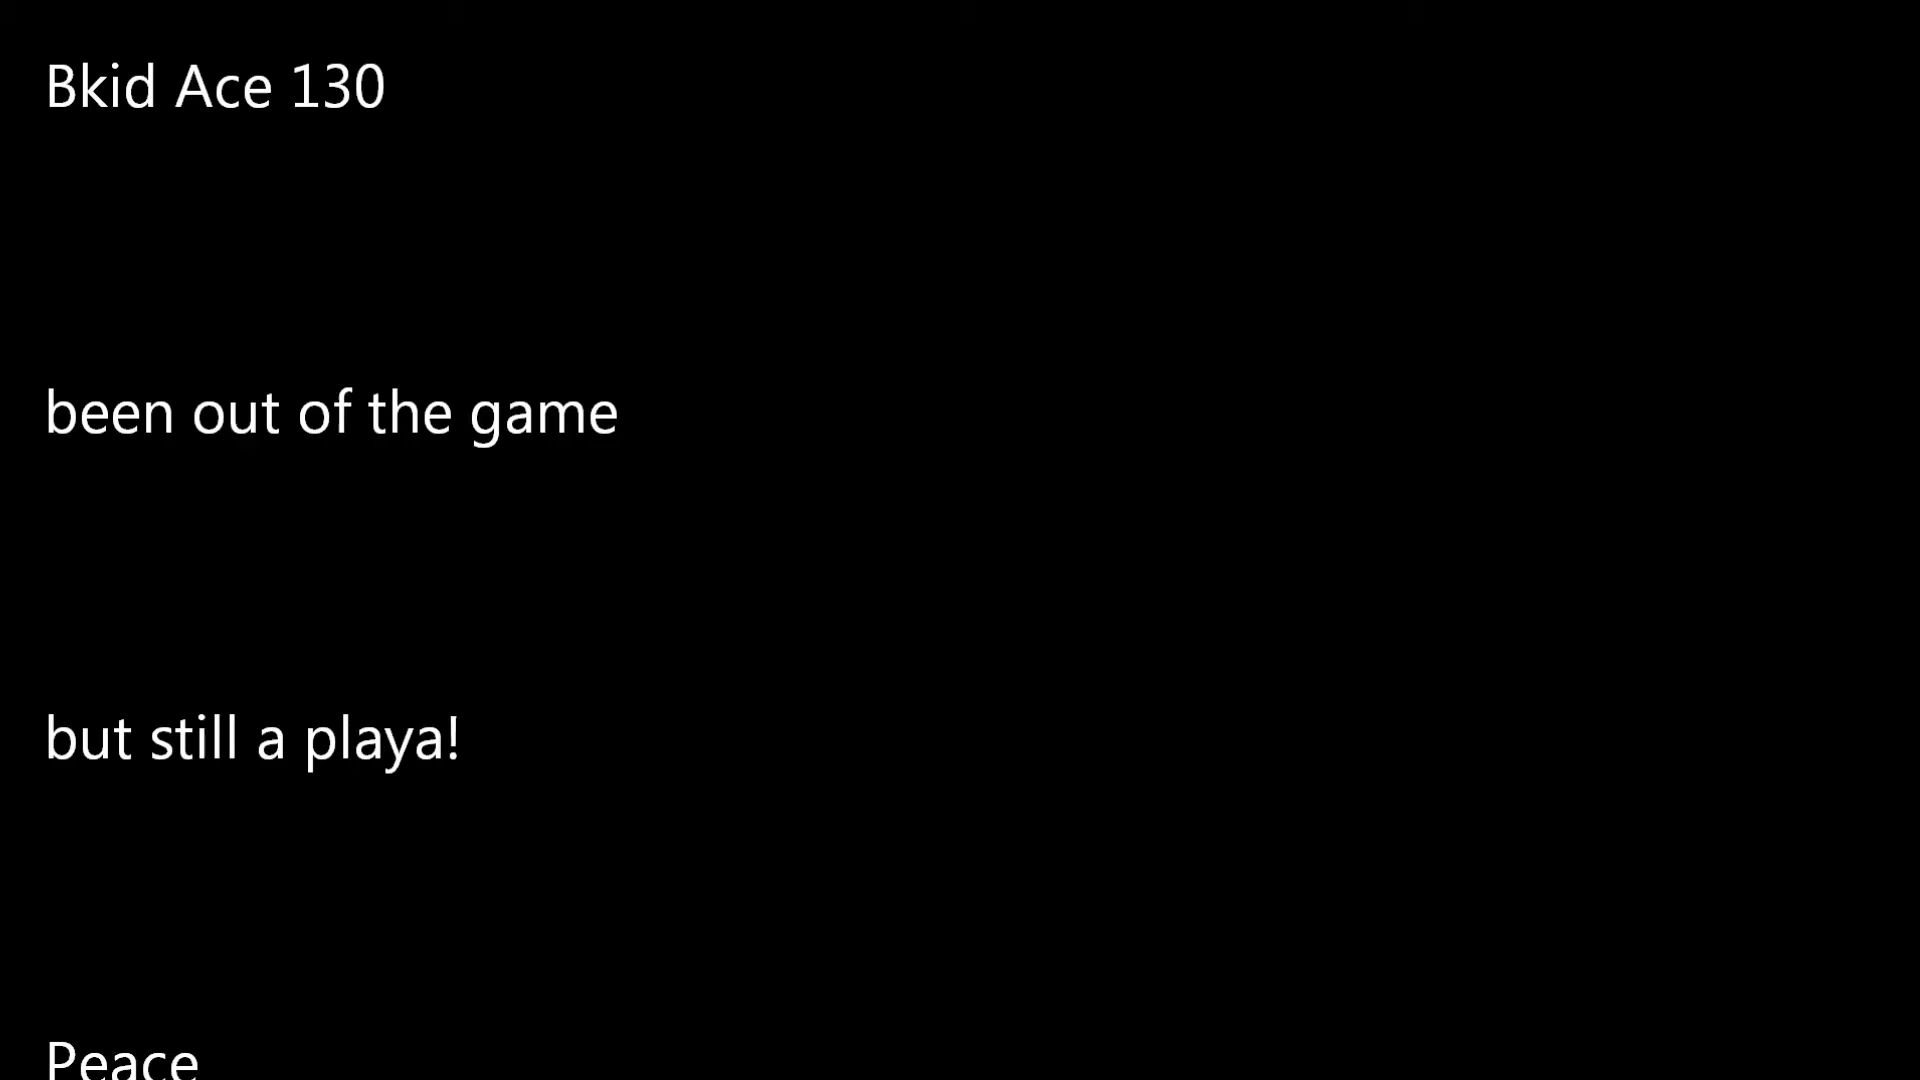 Bkid Ace 130
been out of the game
but still a playa!
Peace